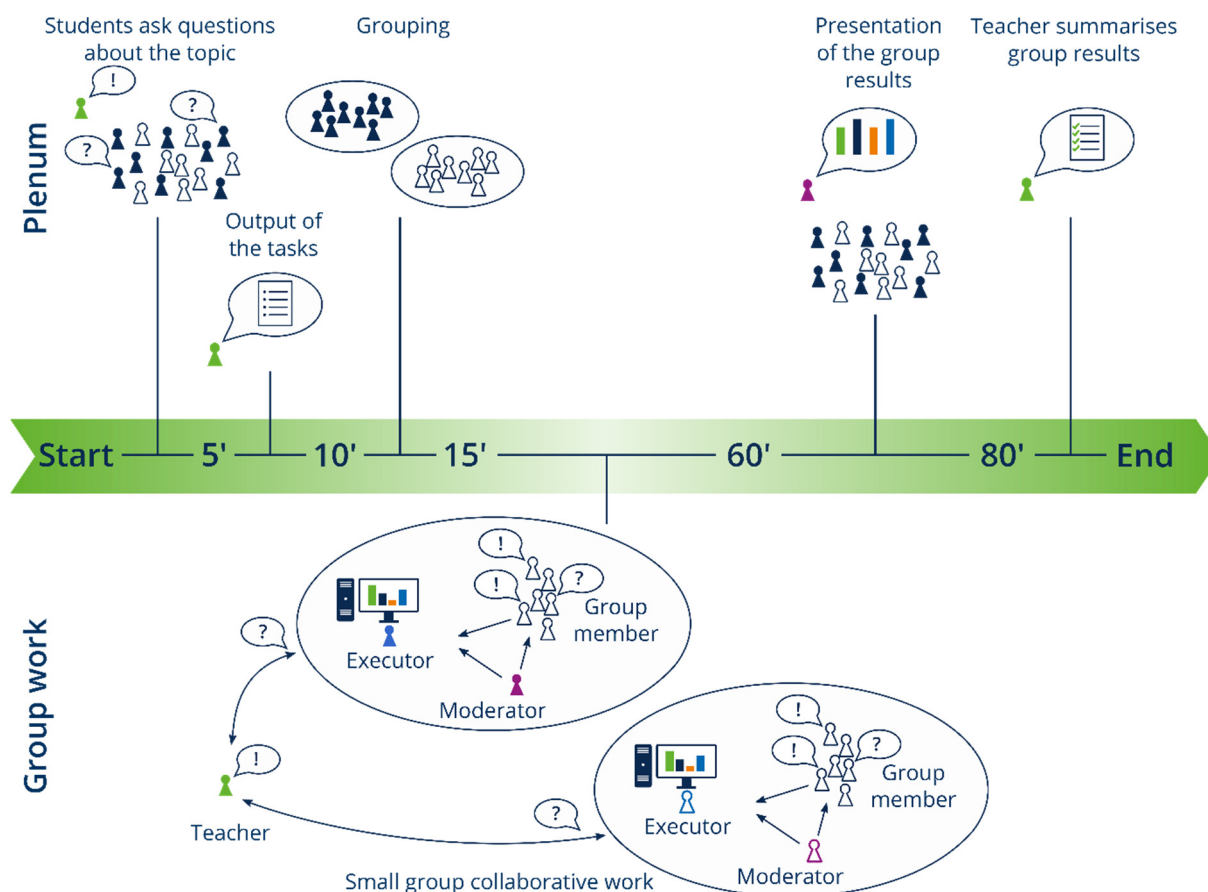 Students ask questions
about the topic
Grouping
Presentation
of the group
results
Teacher summarises
group results
!
?
?
Plenum
Output of
the tasks
Start
5'
10'
15'
60'
80'
End
Group work
!
!
?
Group
member
Executor
Moderator
?
!
Teacher
?
!
!
?
Group
member
Executor
Moderator
Small group collaborative work